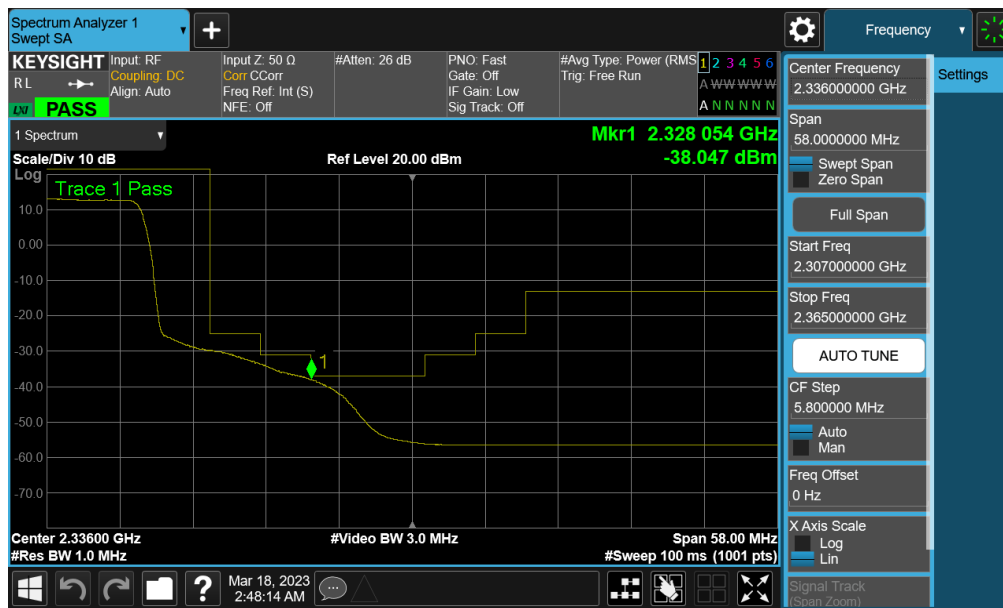 Spectrum Analyzer 1
Swept SA
Frequency
KEYSIGHT
RL
LXI
PASS
Input: RF
Coupling: DC
Align: Auto
Input Z: 50 Ω
Corr CCorr
Freq Ref: Int (S)
NFE: Off
#Atten: 26 dB
PNO: Fast
Gate: Off
IF Gain: Low
Sig Track: Off
#Avg Type: Power (RMS
Trig: Free Run
1 2 3 4 5 6
A W W W W W
A N N N N N
1 Spectrum
Mkr1 2.328 054 GHz
Scale/Div 10 dB
Ref Level 20.00 dBm
-38.047 dBm
Log
Trace 1 Pass
10.0
0.00
-10.0
-20.0
-30.0
1
-40.0
-50.0
-60.0
-70.0
Center 2.33600 GHz
#Video BW 3.0 MHz
Span 58.00 MHz
#Res BW 1.0 MHz
#Sweep 100 ms (1001 pts)
Mar 18, 2023
2:48:14 AM
Center Frequency
2.336000000 GHz
Settings
Span
58.0000000 MHz
Swept Span
Zero Span
Full Span
Start Freq
2.307000000 GHz
Stop Freq
2.365000000 GHz
AUTO TUNE
CF Step
5.800000 MHz
Auto
Man
Freq Offset
0 Hz
X Axis Scale
Log
Lin
Signal Track
(Span Zoom)